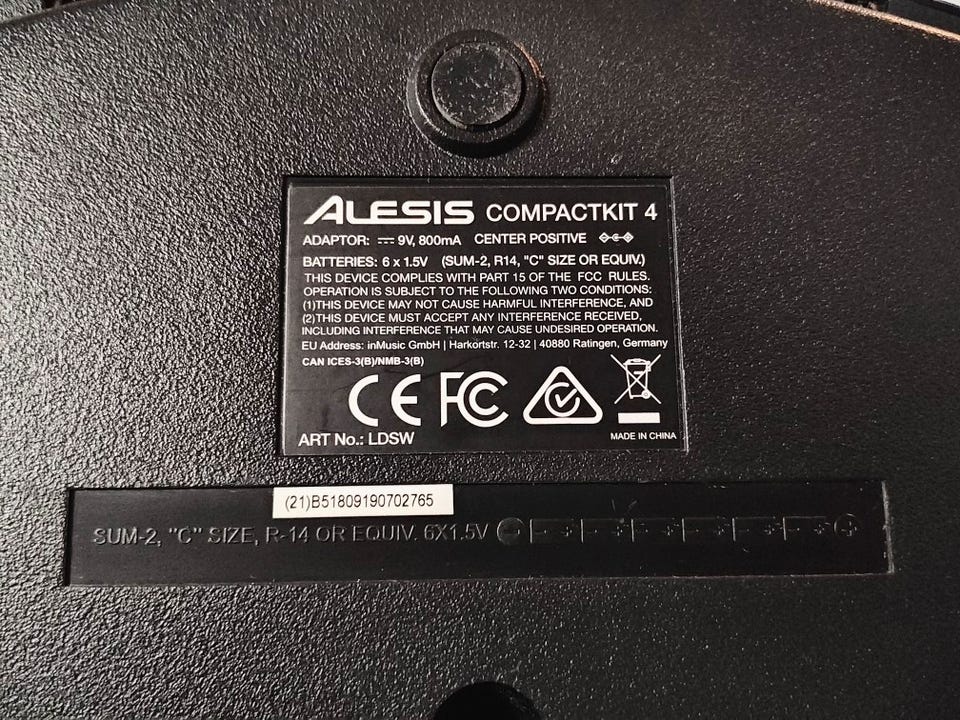 ALESIS COMPACTKIT 4
ADAPTOR: 9V, 800mA CENTER POSITIVE
BATTERIES: 6 x 1.5V (SUM-2, R14, "C" SIZE OR EQUIV.)
THIS DEVICE COMPLIES WITH PART 15 OF THE FCC RULES.
OPERATION IS SUBJECT TO THE FOLLOWING TWO CONDITIONS:
(1)THIS DEVICE MAY NOT CAUSE HARMFUL INTERFERENCE, AND
(2)THIS DEVICE MUST ACCEPT ANY INTERFERENCE RECEIVED,
INCLUDING INTERFERENCE THAT MAY CAUSE UNDESIRED OPERATION.
EU Address: inMusic GmbH | Harkortstr. 12-32 | 40880 Ratingen, Germany
CAN ICES-3(B)/NMB-3(B)
CE FC
ART No.: LDSW
MADE IN CHINA
(21)B51809190702765
SUM-2, "C" SIZE, R-14 OR EQUIV. 6X1.5V